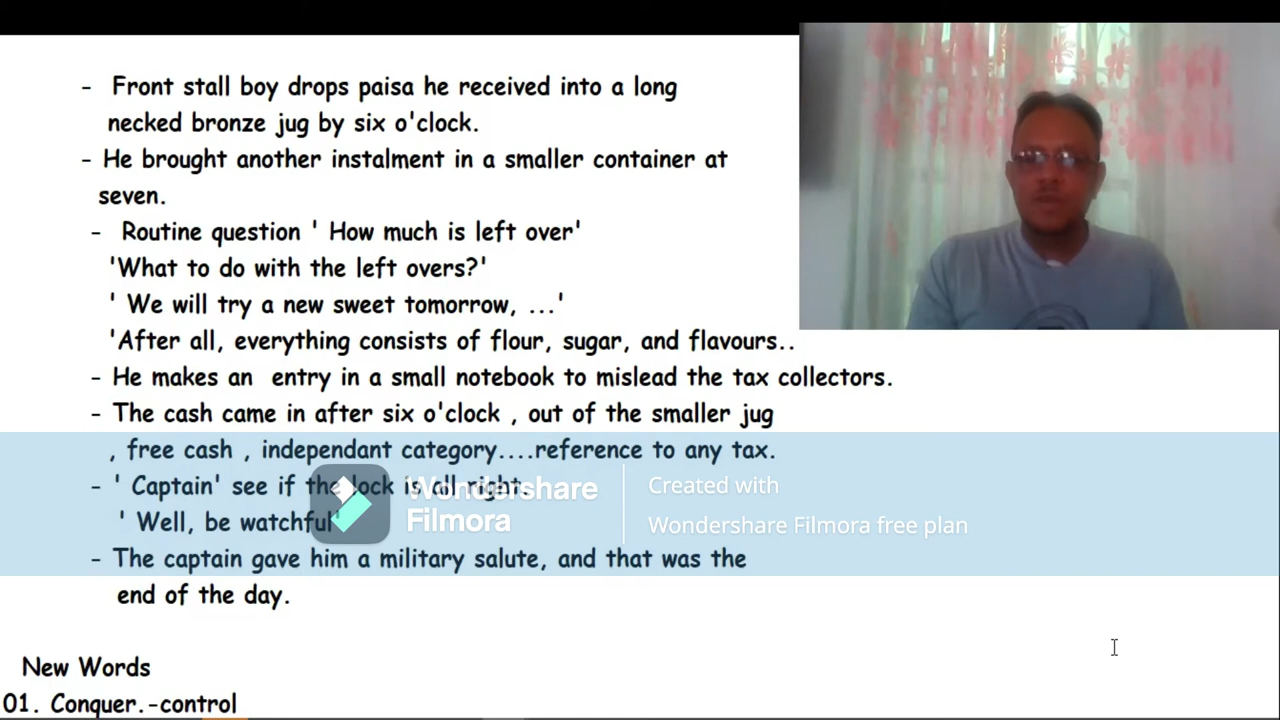 - Front stall boy drops paisa he received into a long
necked bronze jug by six o'clock.
- He brought another instalment in a smaller container at
seven.
- Routine question ' How much is left over'
'What to do with the left overs?'
' We will try a new sweet tomorrow, ...'
'After all, everything consists of flour, sugar, and flavours..
- He makes an entry in a small notebook to mislead the tax collectors.
- The cash came in after six o'clock , out of the smaller jug
, free cash , independant category....reference to any tax.
- ' Captain' see if the lock is all right.
' Well, be watchful'
- The captain gave him a military salute, and that was the
end of the day.
Wondershare
Filmora
Created with
Wondershare Filmora free plan
New Words
01. Conquer.-control